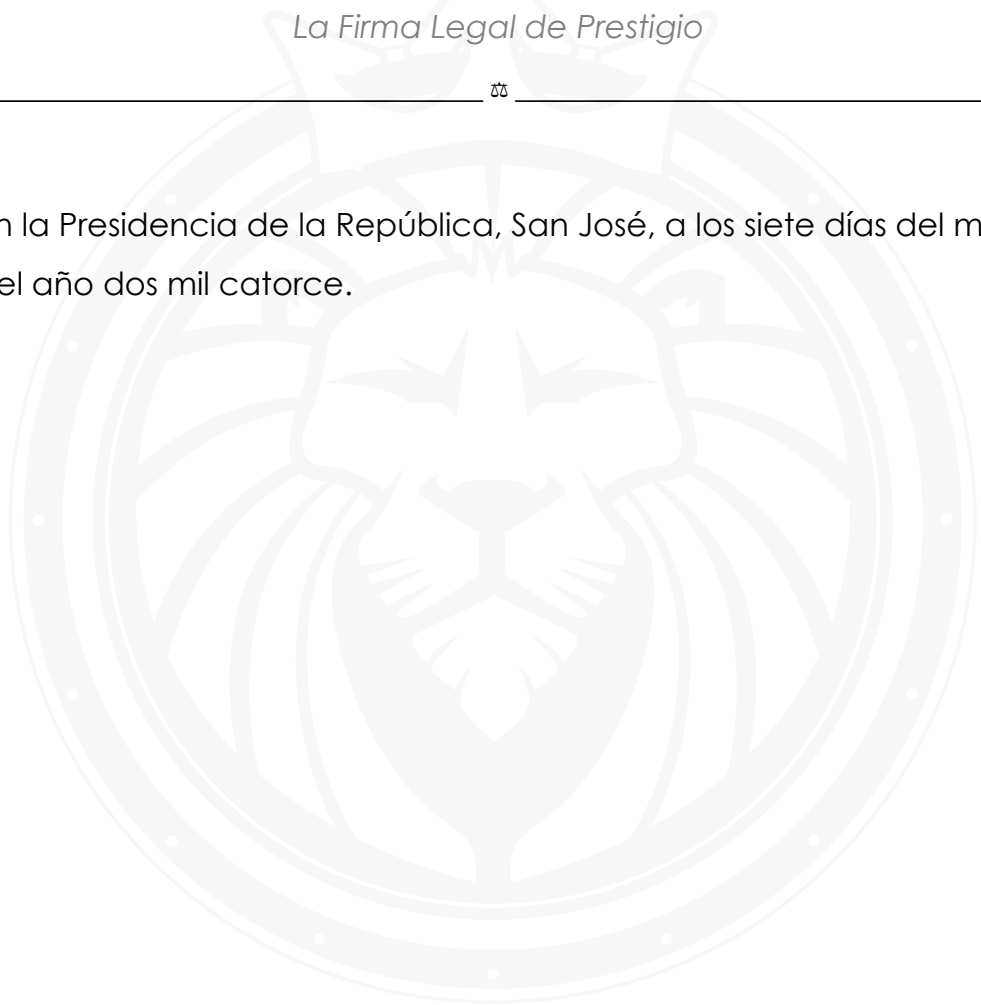 La Firma Legal de Prestigio
n la Presidencia de la República, San José, a los siete días del m
el año dos mil catorce.